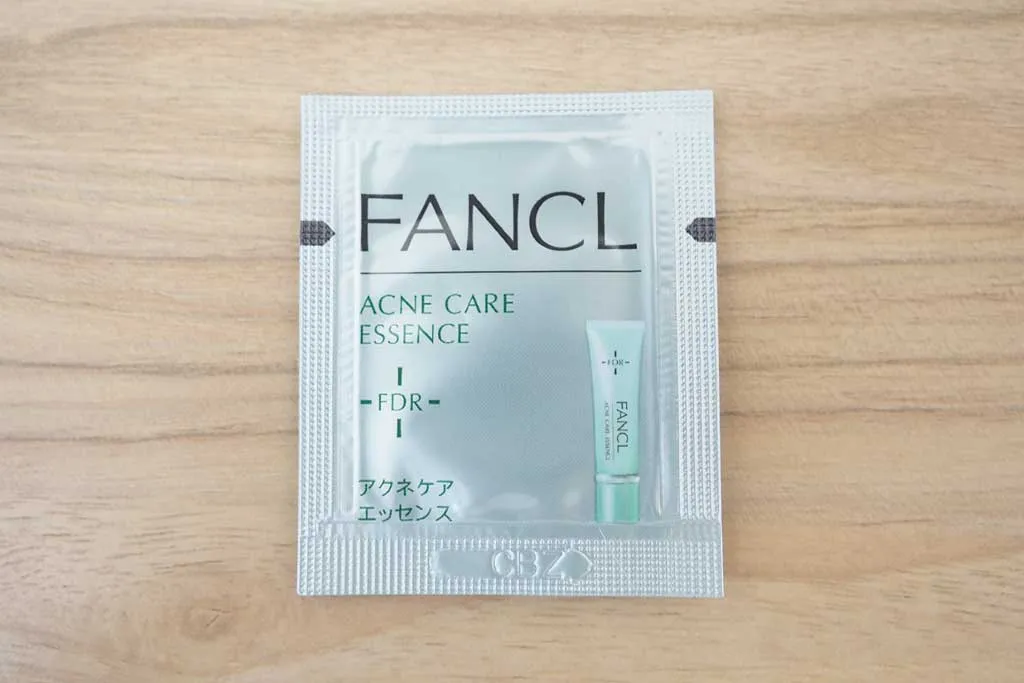 FANCL
ACNE CARE
ESSENCE
FDR
アクネケア
エッセンス
FDR
FANCL
ACNE CARE ESSENCE
CBZ